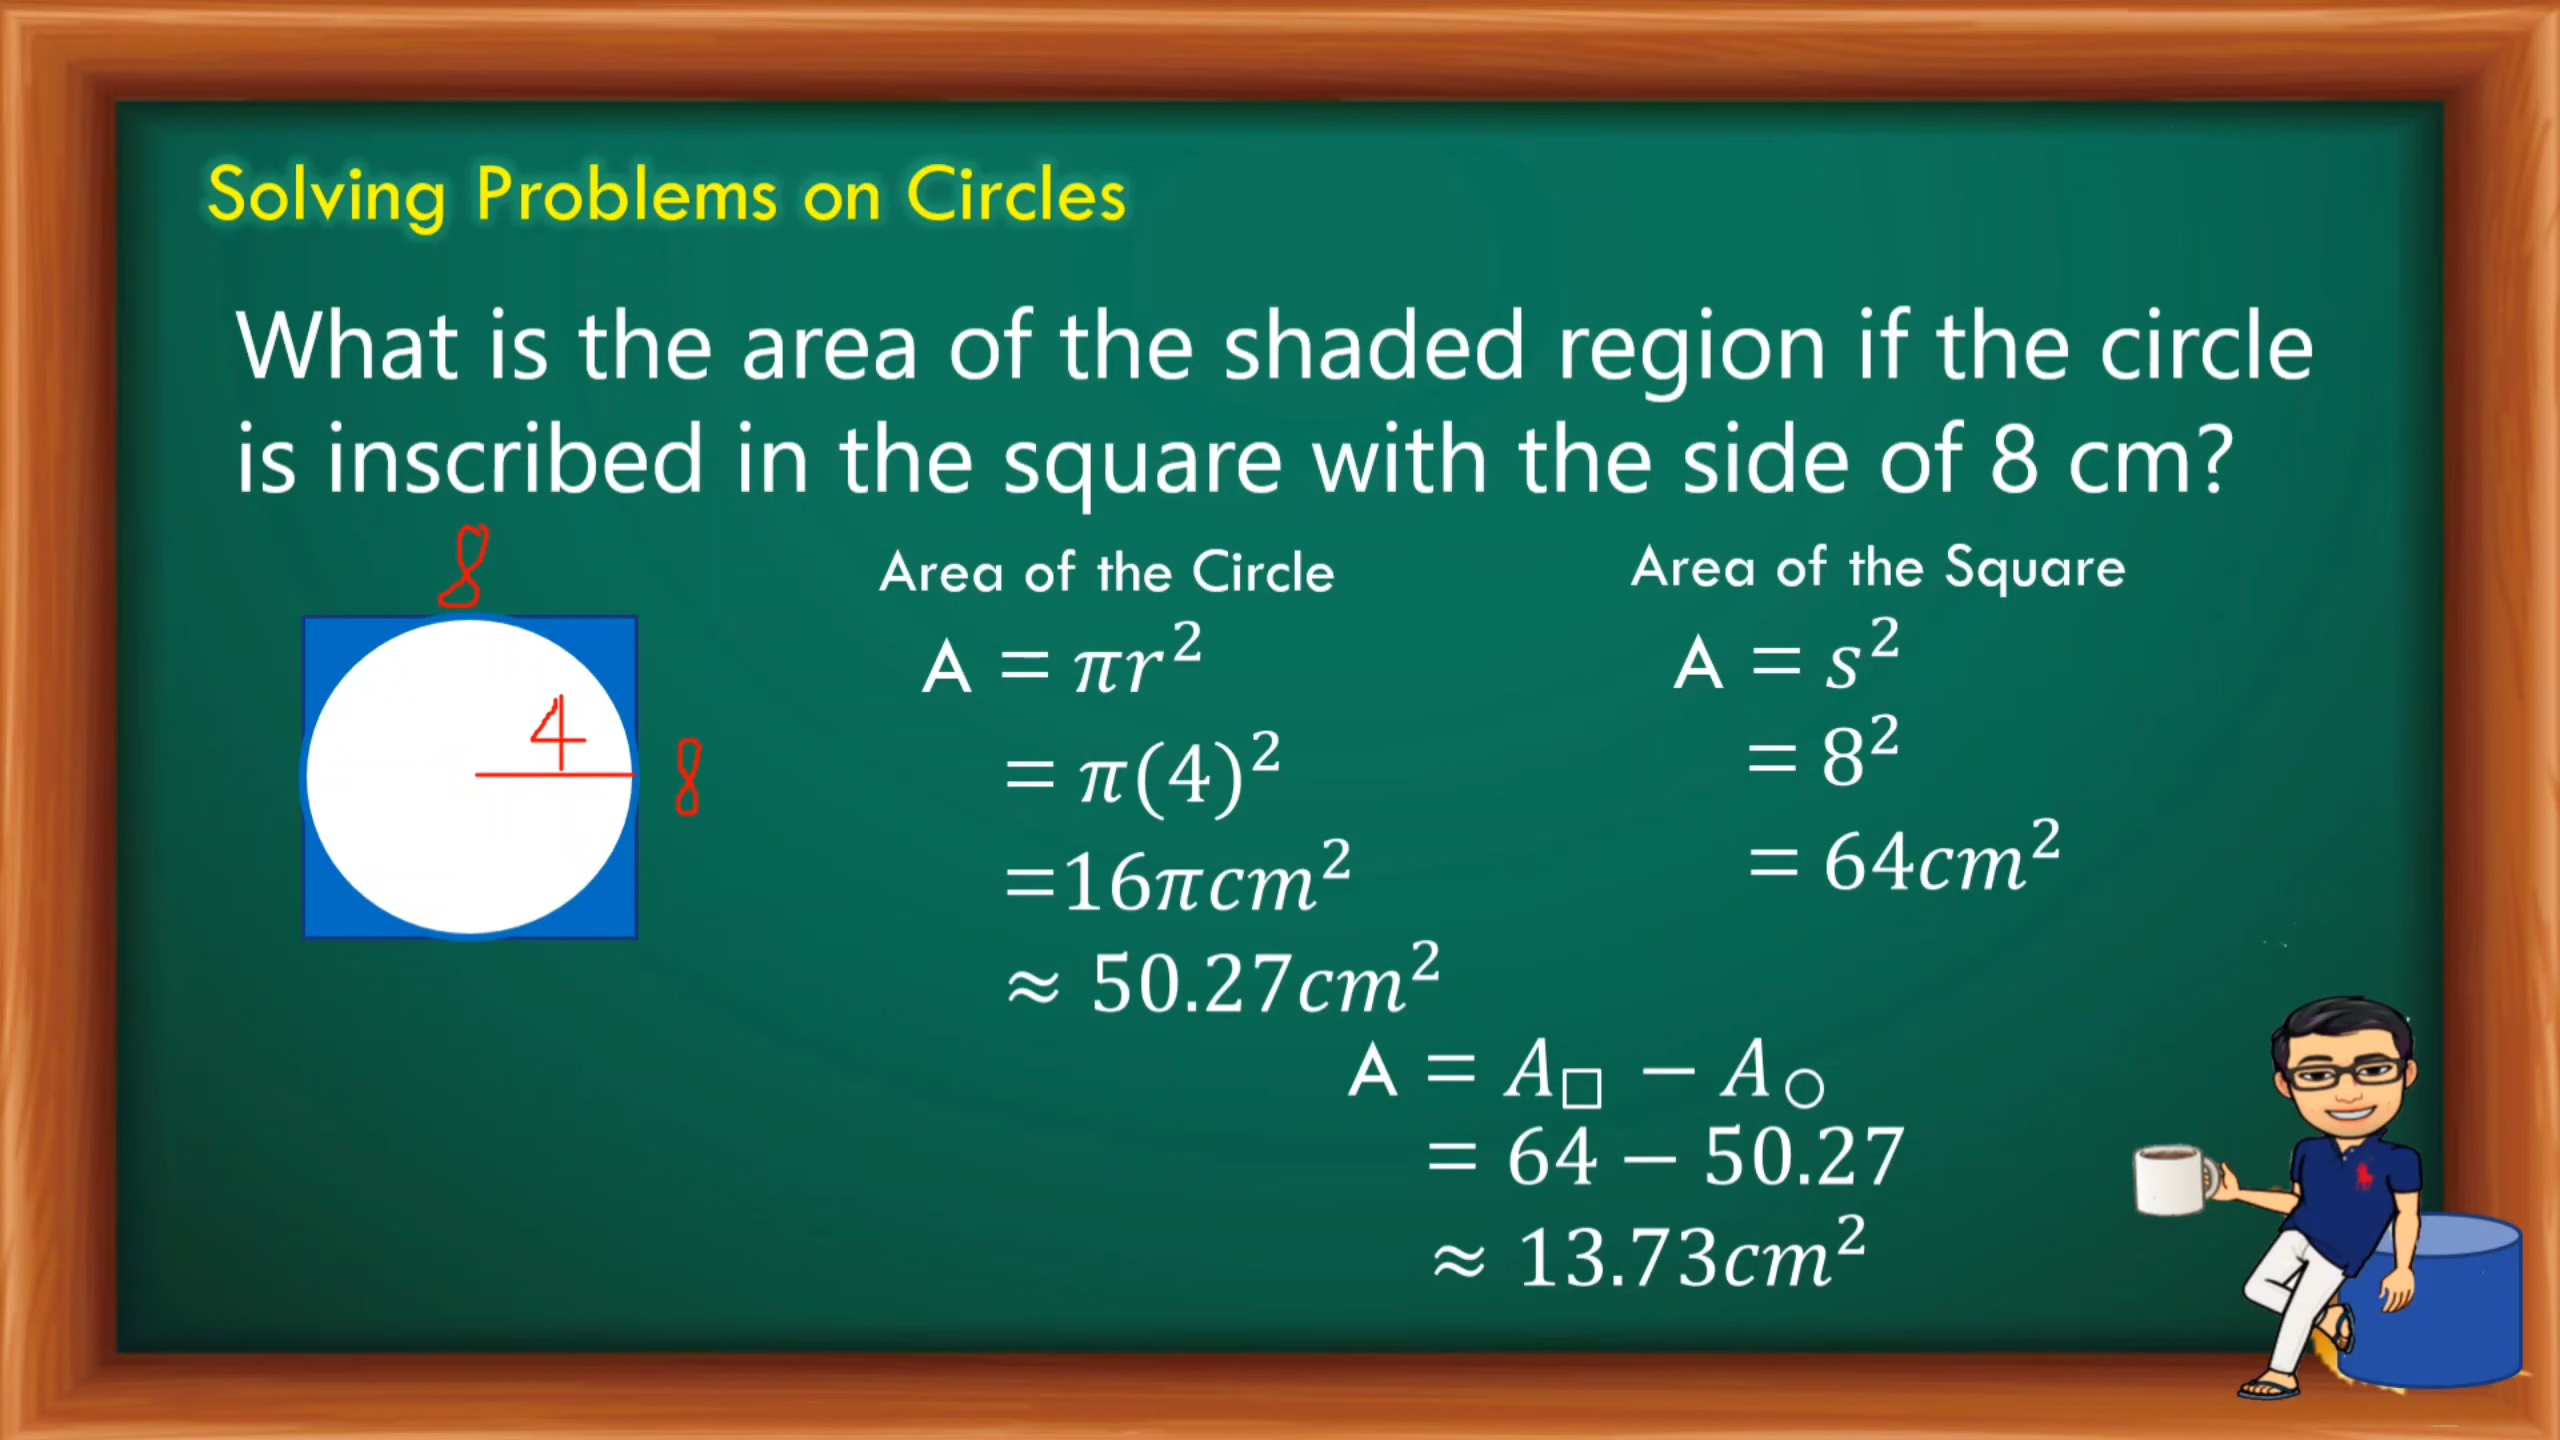 Solving Problems on Circles
What is the area of the shaded region if the circle
is inscribed in the square with the side of 8 cm?
8
4
8
Area of the Circle
A = πr²
= π(4)²
=16πcm²
≈ 50.27cm²
Area of the Square
A = s²
= 8²
= 64cm²
A = A□ − A○
= 64 − 50.27
≈ 13.73cm²